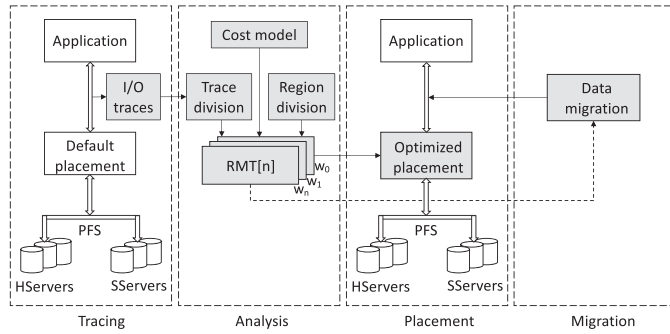 Application
I/O
traces
Default
placement
PFS
HServers
SServers
Tracing
Cost model
Trace
division
Region
division
RMT[n]
w0
w1
wn
Analysis
Application
Optimized
placement
PFS
HServers
SServers
Placement
Data
migration
Migration